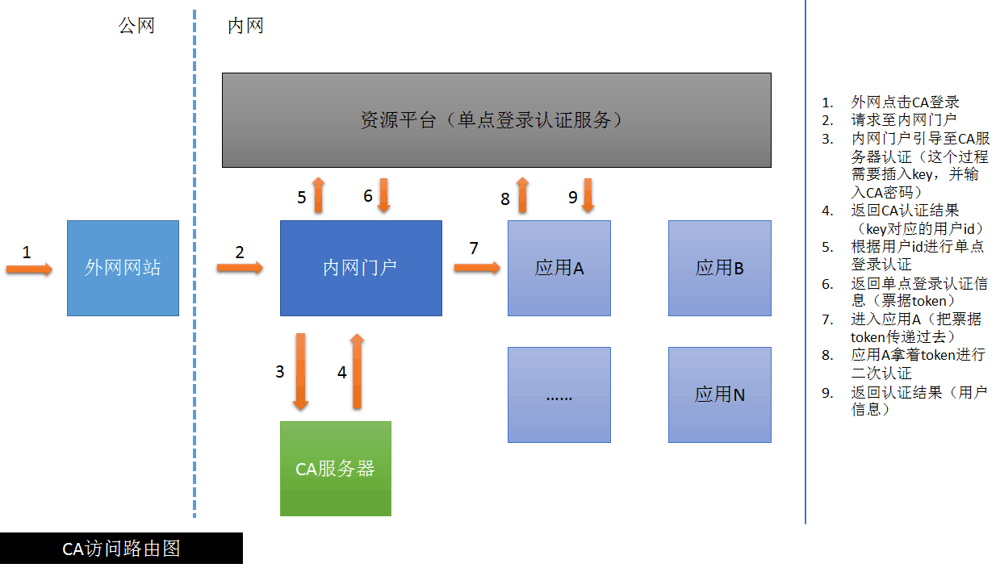 公网
内网
资源平台（单点登录认证服务）
5
6
8
9
1
外网网站
2
内网门户
7
应用A
应用B
3
4
……
应用N
CA服务器
CA访问路由图
1. 外网点击CA登录
2. 请求至内网门户
3. 内网门户引导至CA服
务器认证（这个过程
需要插入key，并输
入CA密码）
4. 返回CA认证结果
（key对应的用户id）
5. 根据用户id进行单点
登录认证
6. 返回单点登录认证信
息（票据token）
7. 进入应用A（把票据
token传递过去）
8. 应用A拿着token进行
二次认证
9. 返回认证结果（用户
信息）